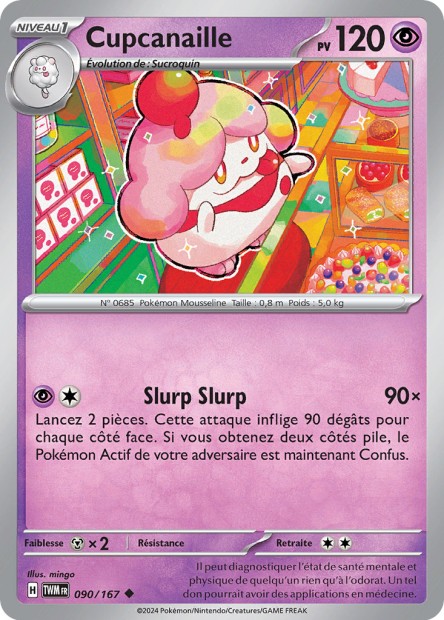 NIVEAU 1
Cupcanaille
PV 120
Évolution de : Sucroquin
N° 0685 Pokémon Mousseline Taille : 0,8 m Poids : 5,0 kg
Slurp Slurp 90×
Lancez 2 pièces. Cette attaque inflige 90 dégâts pour
chaque côté face. Si vous obtenez deux côtés pile, le
Pokémon Actif de votre adversaire est maintenant Confus.
Faiblesse ×2 Résistance Retraite
Illus. mingo
Il peut diagnostiquer l'état de santé mentale et
physique de quelqu'un rien qu'à l'odorat. Un tel
don pourrait avoir des applications en médecine.
H TWM FR 090/167
©2024 Pokémon/Nintendo/Creatures/GAME FREAK